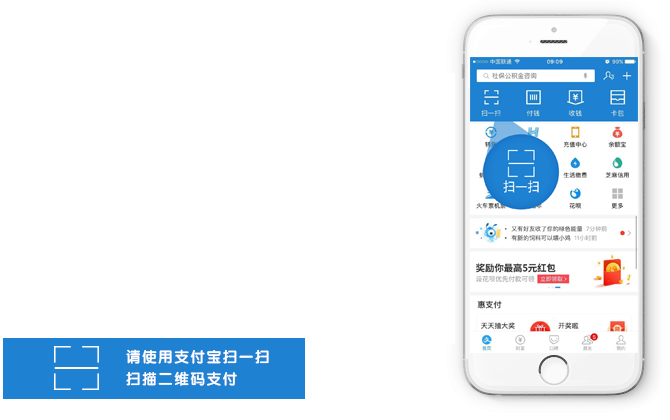 中国联通
09:09
99%
社保公积金咨询
扫一扫
付钱
收钱
卡包
充值中心
余额宝
扫一扫
生活缴费
芝麻信用
火车票机票
花呗
更多
又有好友收了你的绿色能量 7分钟前
有新的饲料可以喂小鸡 11小时前
奖励你最高5元红包
立即领取
惠支付
天天抽大奖
开奖啦
5
首页
口碑
朋友
我的
请使用支付宝扫一扫
扫描二维码支付